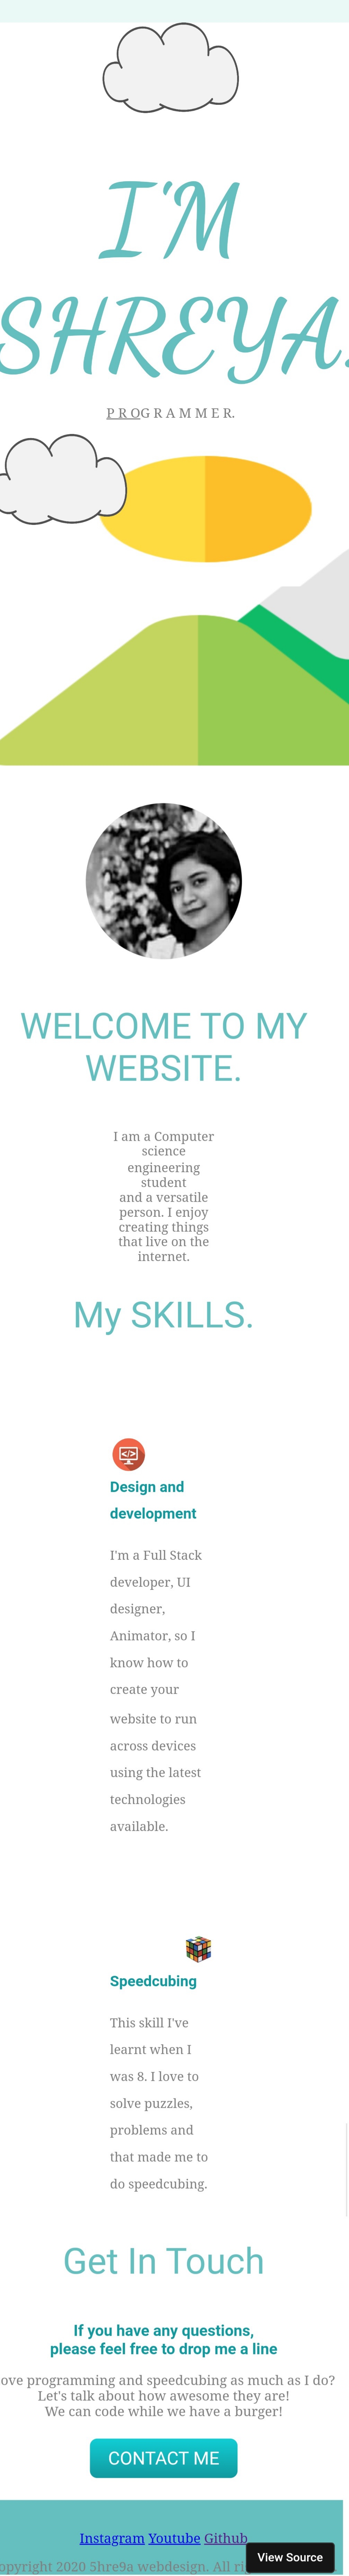 I'M
SHREYA.
P R O G R A M M E R.
WELCOME TO MY
WEBSITE.
I am a Computer
science
engineering
student
and a versatile
person. I enjoy
creating things
that live on the
internet.
My SKILLS.
Design and
development
I'm a Full Stack
developer, UI
designer,
Animator, so I
know how to
create your
website to run
across devices
using the latest
technologies
available.
Speedcubing
This skill I've
learnt when I
was 8. I love to
solve puzzles,
problems and
that made me to
do speedcubing.
Get In Touch
If you have any questions,
please feel free to drop me a line
ove programming and speedcubing as much as I do?
Let's talk about how awesome they are!
We can code while we have a burger!
CONTACT ME
Instagram Youtube Github
View Source
opyright 2020 5hre9a webdesign. All ri